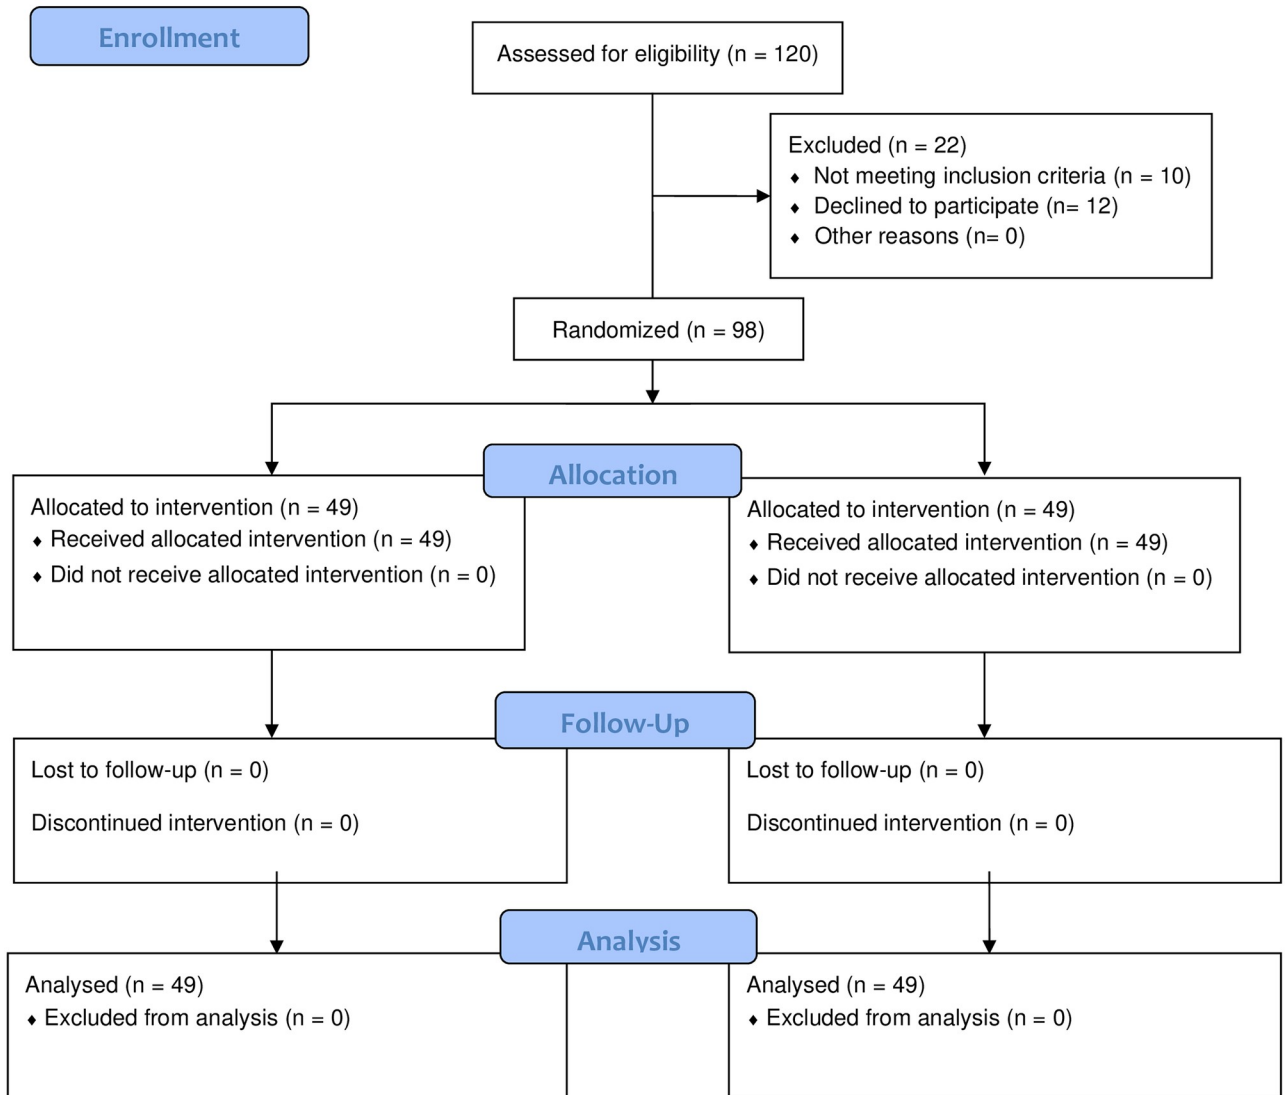 Enrollment
Assessed for eligibility (n = 120)
Excluded (n = 22)
♦ Not meeting inclusion criteria (n = 10)
♦ Declined to participate (n= 12)
♦ Other reasons (n= 0)
Randomized (n = 98)
Allocation
Allocated to intervention (n = 49)
♦ Received allocated intervention (n = 49)
♦ Did not receive allocated intervention (n = 0)
Allocated to intervention (n = 49)
♦ Received allocated intervention (n = 49)
♦ Did not receive allocated intervention (n = 0)
Follow-Up
Lost to follow-up (n = 0)
Discontinued intervention (n = 0)
Lost to follow-up (n = 0)
Discontinued intervention (n = 0)
Analysis
Analysed (n = 49)
♦ Excluded from analysis (n = 0)
Analysed (n = 49)
♦ Excluded from analysis (n = 0)